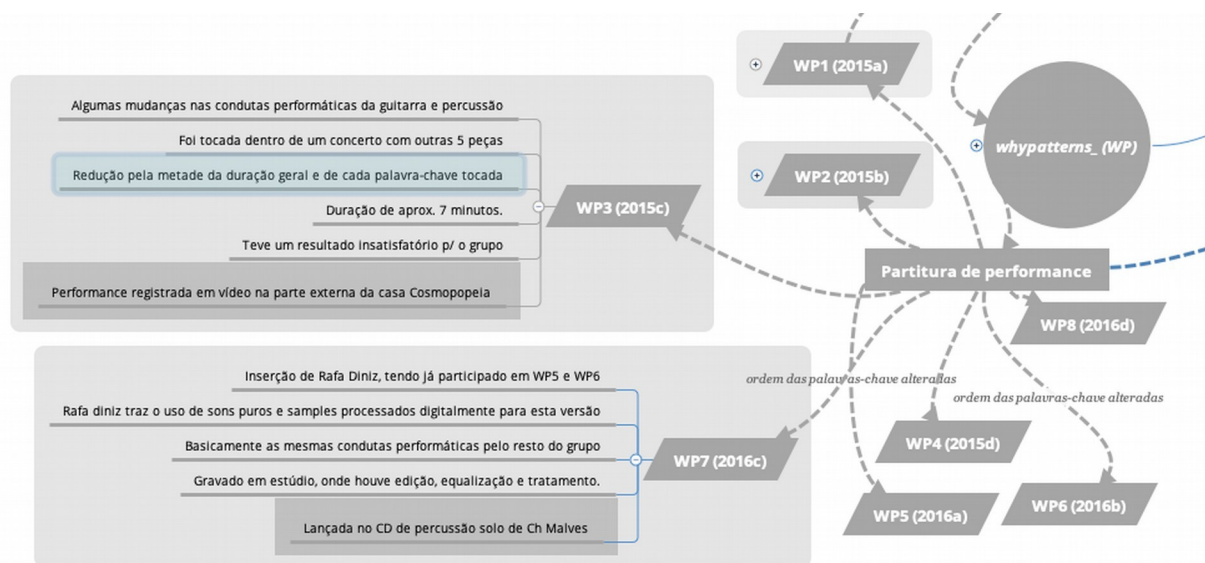 WP1 (2015a)
Algumas mudanças nas condutas performáticas da guitarra e percussão
Foi tocada dentro de um concerto com outras 5 peças
Redução pela metade da duração geral e de cada palavra-chave tocada
Duração de aprox. 7 minutos.
Teve um resultado insatisfatório p/ o grupo
Performance registrada em vídeo na parte externa da casa Cosmopopeia
WP3 (2015c)
WP2 (2015b)
whypatterns_ (WP)
Partitura de performance
WP8 (2016d)
ordem das palavras-chave alteradas
ordem das palavras-chave alteradas
Inserção de Rafa Diniz, tendo já participado em WP5 e WP6
Rafa diniz traz o uso de sons puros e samples processados digitalmente para esta versão
Basicamente as mesmas condutas performáticas pelo resto do grupo
Gravado em estúdio, onde houve edição, equalização e tratamento.
Lançada no CD de percussão solo de Ch Malves
WP7 (2016c)
WP4 (2015d)
WP5 (2016a)
WP6 (2016b)